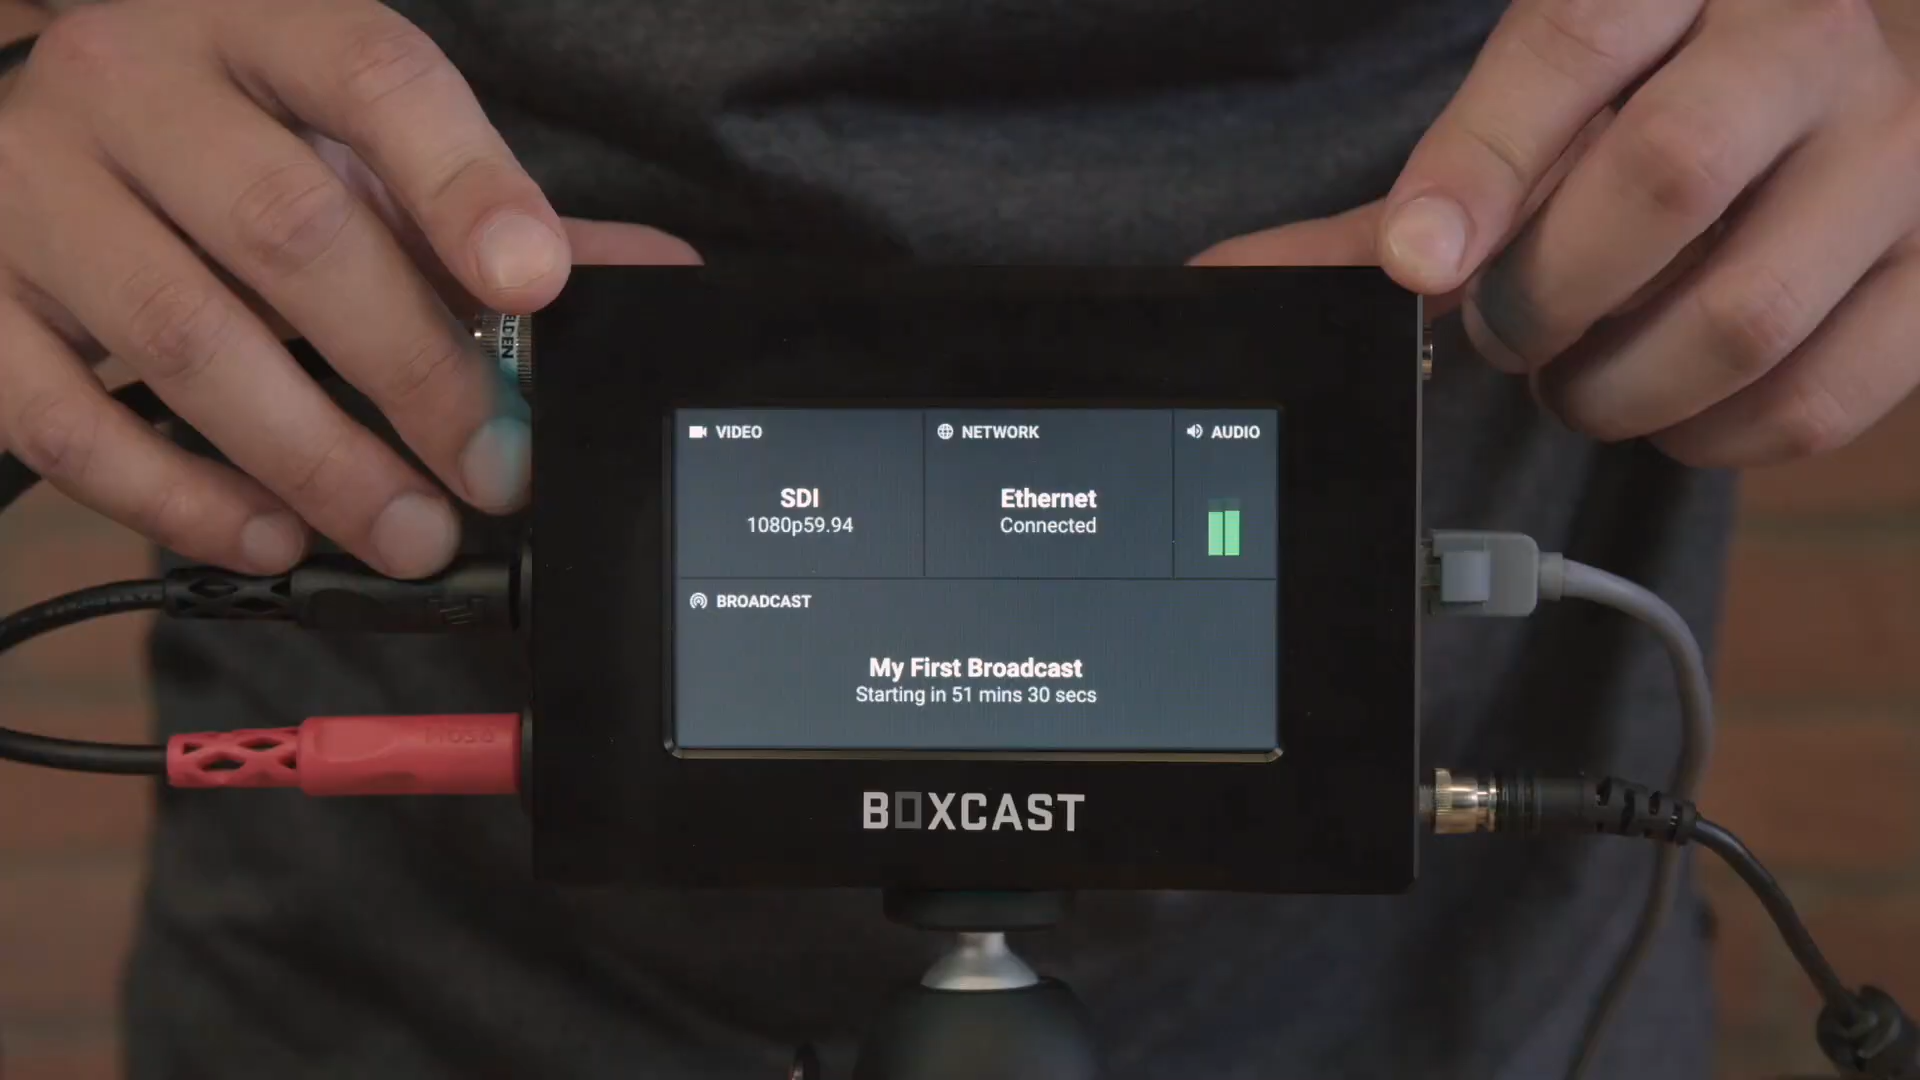 VIDEO
NETWORK
AUDIO
SDI
1080p59.94
Ethernet
Connected
BROADCAST
My First Broadcast
Starting in 51 mins 30 secs
BOXCAST